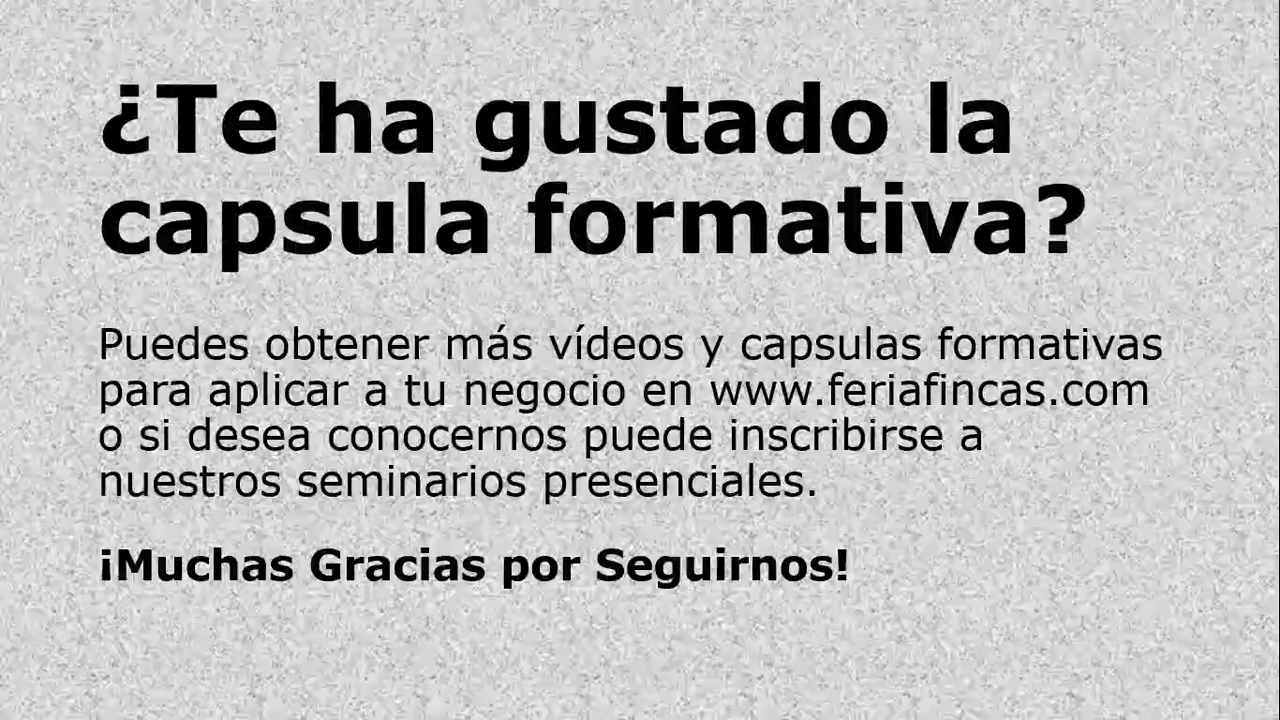 ¿Te ha gustado la
capsula formativa?
Puedes obtener más vídeos y capsulas formativas
para aplicar a tu negocio en www.feriafincas.com
o si desea conocernos puede inscribirse a
nuestros seminarios presenciales.
¡Muchas Gracias por Seguirnos!